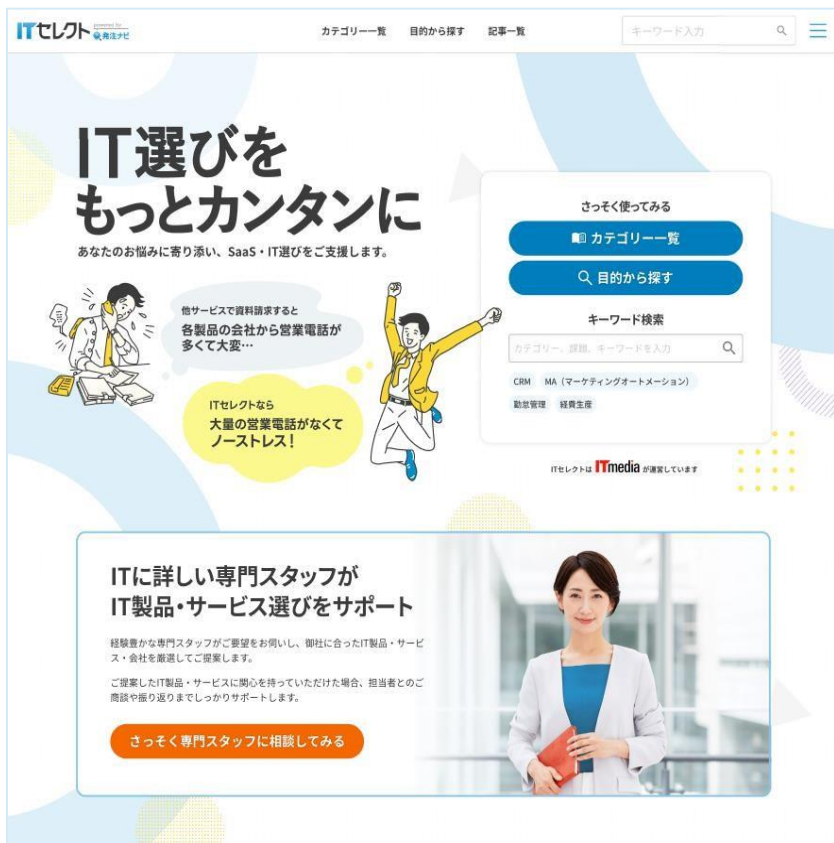 ITセレクト powered by 発注ナビ
カテゴリー一覧 目的から探す 記事一覧 キーワード入力
IT選びを
もっとカンタンに
あなたのお悩みに寄り添い、SaaS・IT選びをご支援します。
他サービスで資料請求すると
各製品の会社から営業電話が
多くて大変…
ITセレクトなら
大量の営業電話がなくて
ノーストレス！
さっそく使ってみる
カテゴリー一覧
目的から探す
キーワード検索
カテゴリー、課題、キーワードを入力
CRM MA（マーケティングオートメーション）
勤怠管理 経費生産
ITセレクトは ITmedia が運営しています
ITに詳しい専門スタッフが
IT製品・サービス選びをサポート
経験豊かな専門スタッフがご要望をお伺いし、御社に合ったIT製品・サービ
ス・会社を厳選してご提案します。
ご提案したIT製品・サービスに関心を持っていただけた場合、担当者とのご
商談や振り返りまでしっかりサポートします。
さっそく専門スタッフに相談してみる